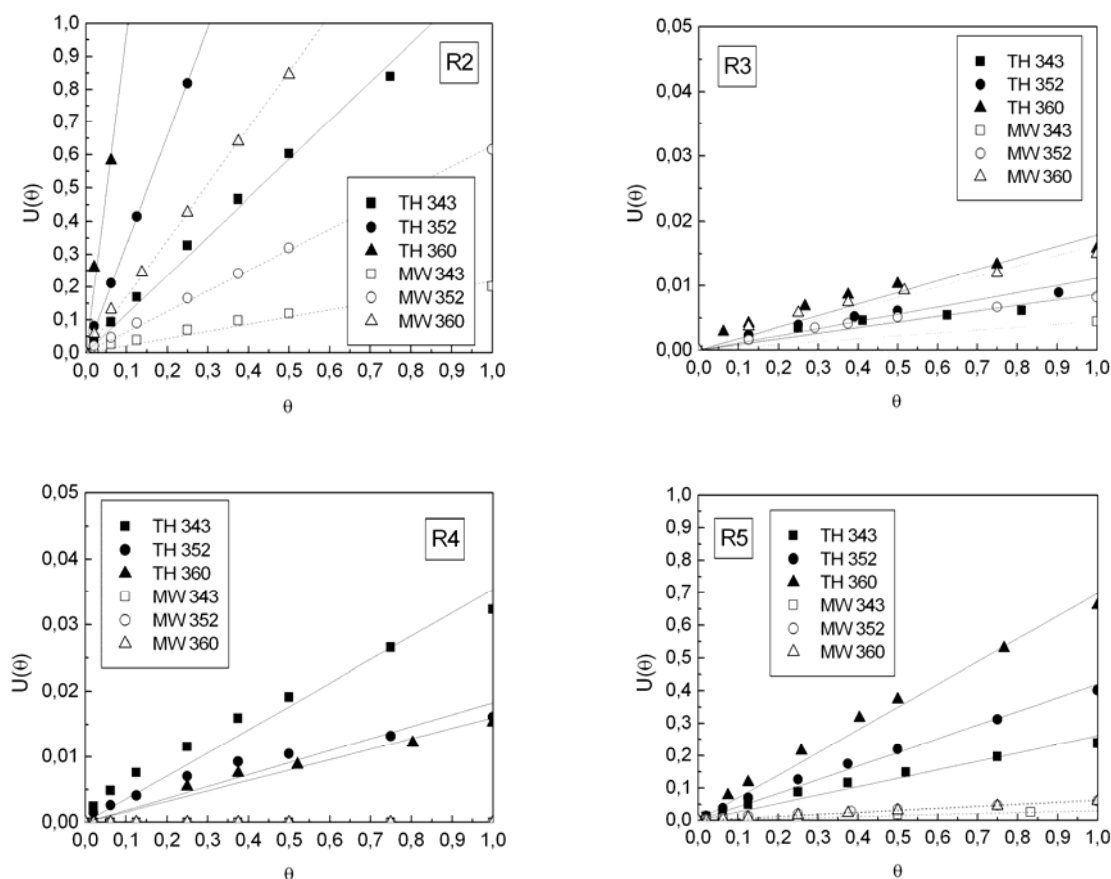 R2
U(θ)
1,0
0,9
0,8
0,7
0,6
0,5
0,4
0,3
0,2
0,1
0,0
TH 343
TH 352
TH 360
MW 343
MW 352
MW 360
0,0 0,1 0,2 0,3 0,4 0,5 0,6 0,7 0,8 0,9 1,0
θ
R3
U(θ)
0,05
0,04
0,03
0,02
0,01
0,00
TH 343
TH 352
TH 360
MW 343
MW 352
MW 360
0,0 0,1 0,2 0,3 0,4 0,5 0,6 0,7 0,8 0,9 1,0
θ
R4
U(θ)
0,05
0,04
0,03
0,02
0,01
0,00
TH 343
TH 352
TH 360
MW 343
MW 352
MW 360
0,0 0,1 0,2 0,3 0,4 0,5 0,6 0,7 0,8 0,9 1,0
θ
R5
U(θ)
1,0
0,9
0,8
0,7
0,6
0,5
0,4
0,3
0,2
0,1
0,0
TH 343
TH 352
TH 360
MW 343
MW 352
MW 360
0,0 0,1 0,2 0,3 0,4 0,5 0,6 0,7 0,8 0,9 1,0
θ